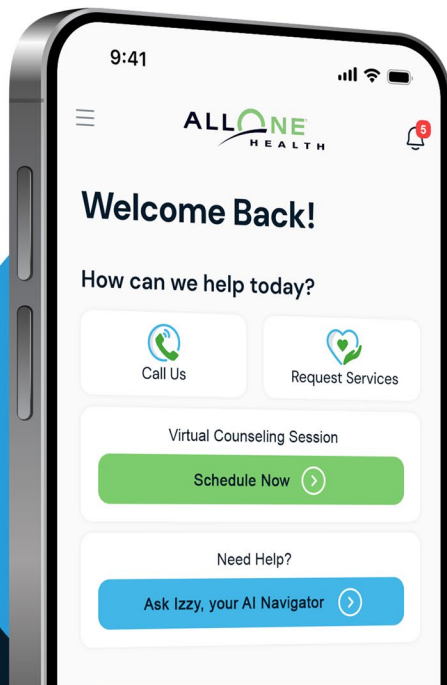 9:41
ALLONE
HEALTH
5
Welcome Back!
How can we help today?
Call Us
Request Services
Virtual Counseling Session
Schedule Now
Need Help?
Ask Izzy, your AI Navigator